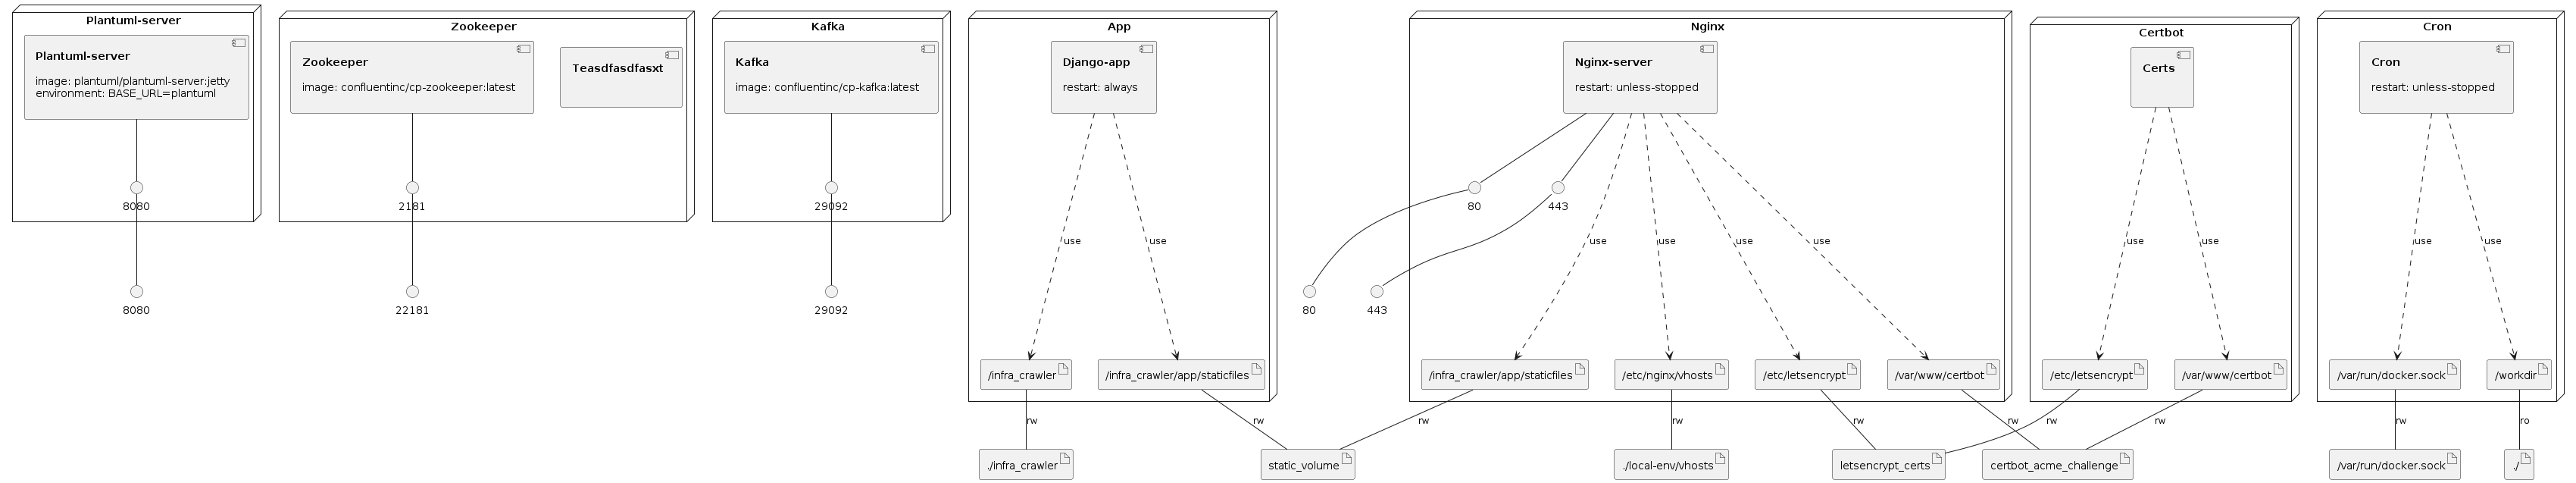 Plantuml-server
Plantuml-server
image: plantuml/plantuml-server:jetty
environment: BASE_URL=plantuml
8080
8080
Zookeeper
Zookeeper
image: confluentinc/cp-zookeeper:latest
Teasdfasdfasxt
2181
22181
Kafka
Kafka
image: confluentinc/cp-kafka:latest
29092
29092
App
Django-app
restart: always
use
use
/infra_crawler
/infra_crawler/app/staticfiles
rw
rw
./infra_crawler
static_volume
Nginx
Nginx-server
restart: unless-stopped
80
443
80
443
use
use
use
use
/infra_crawler/app/staticfiles
/etc/nginx/vhosts
/etc/letsencrypt
/var/www/certbot
rw
rw
rw
rw
./local-env/vhosts
letsencrypt_certs
certbot_acme_challenge
Certbot
Certs
use
use
/etc/letsencrypt
/var/www/certbot
rw
rw
Cron
Cron
restart: unless-stopped
use
use
/var/run/docker.sock
/workdir
rw
ro
/var/run/docker.sock
./